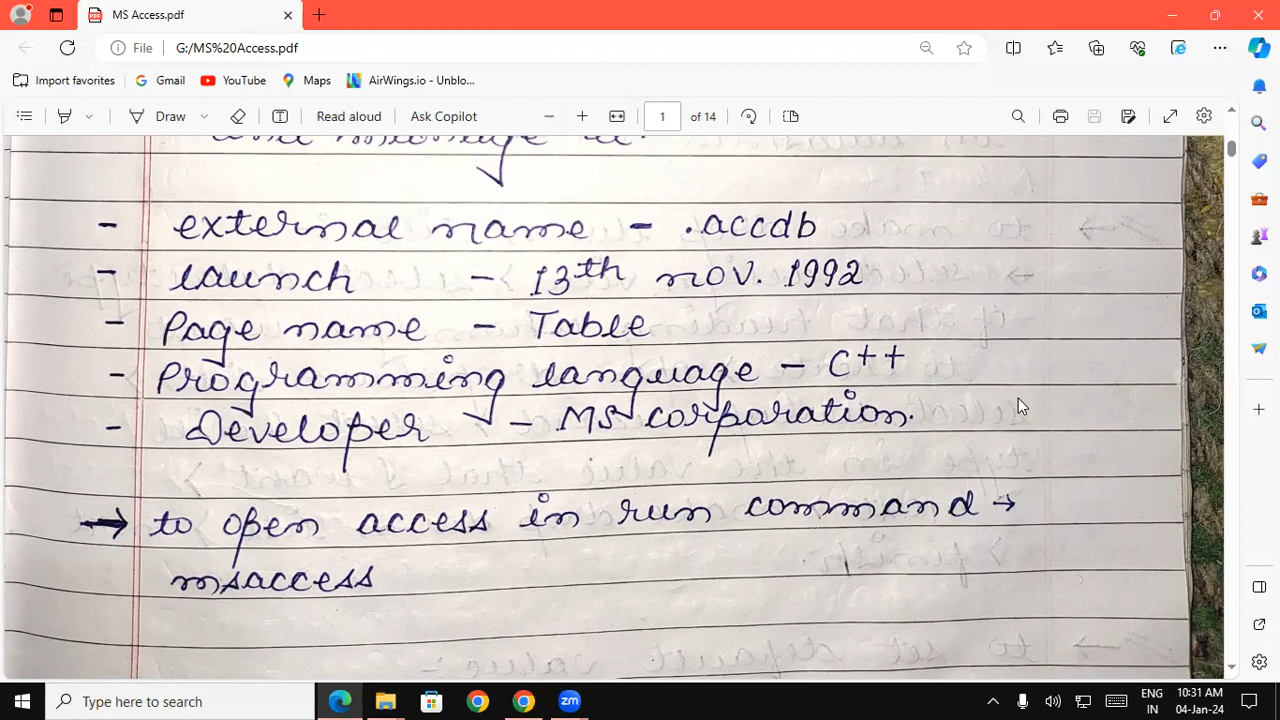 MS Access.pdf
File
G:/MS%20Access.pdf
Import favorites
Gmail
YouTube
Maps
AirWings.io - Unblo...
Draw
Read aloud
Ask Copilot
1 of 14
- external name - .accdb
- launch - 13th nov. 1992
- Page name - Table
- Programming language - C++
- Developer - MS corporation.
→ to open access in run command →
msaccess
Type here to search
zm
ENG
IN
10:31 AM
04-Jan-24